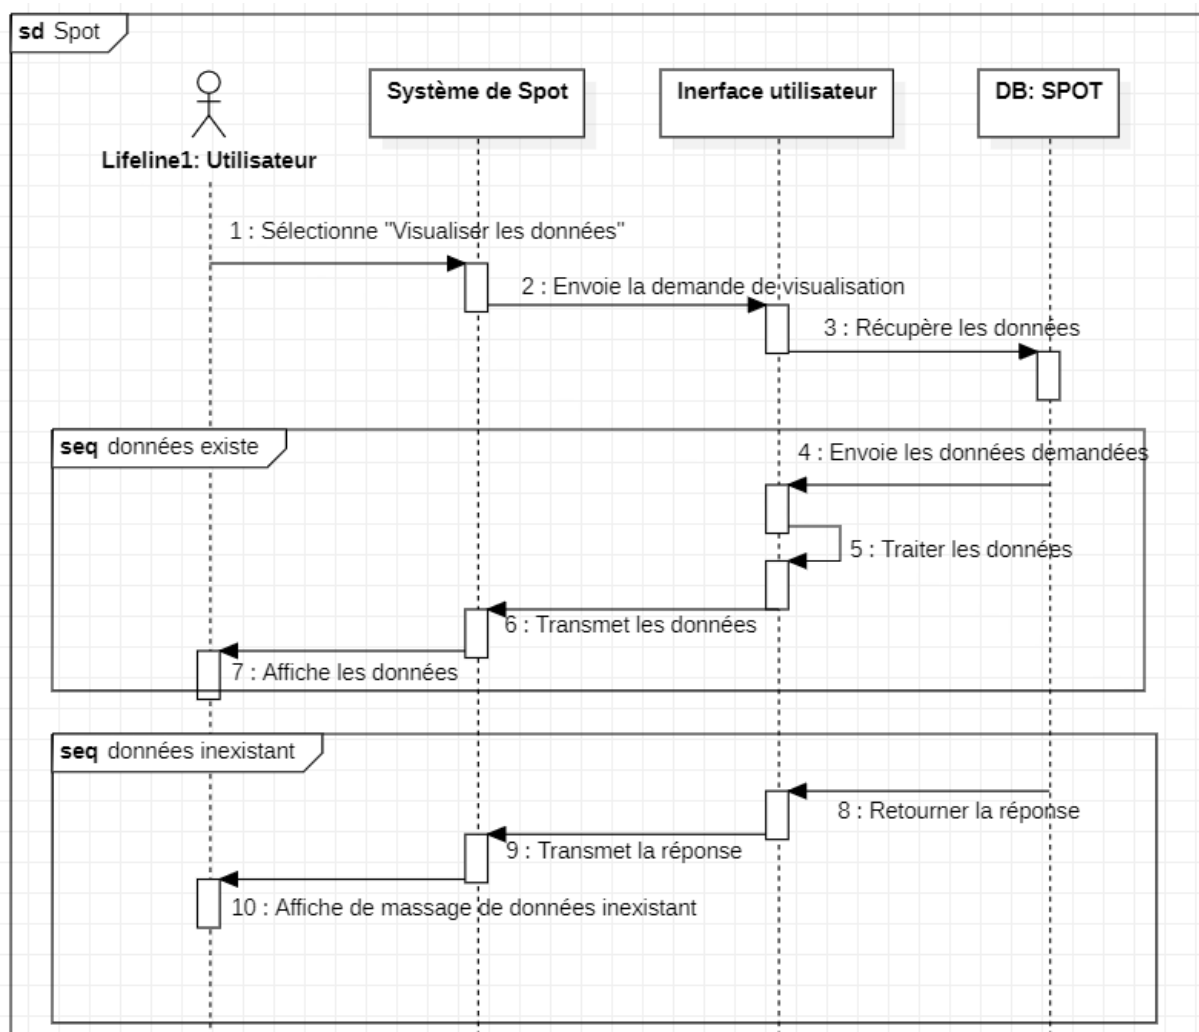 sd Spot
Système de Spot
Inerface utilisateur
DB: SPOT
Lifeline1: Utilisateur
1 : Sélectionne "Visualiser les données"
2 : Envoie la demande de visualisation
3 : Récupère les données
seq données existe
4 : Envoie les données demandées
5 : Traiter les données
6 : Transmet les données
7 : Affiche les données
seq données inexistant
8 : Retourner la réponse
9 : Transmet la réponse
10 : Affiche de massage de données inexistant